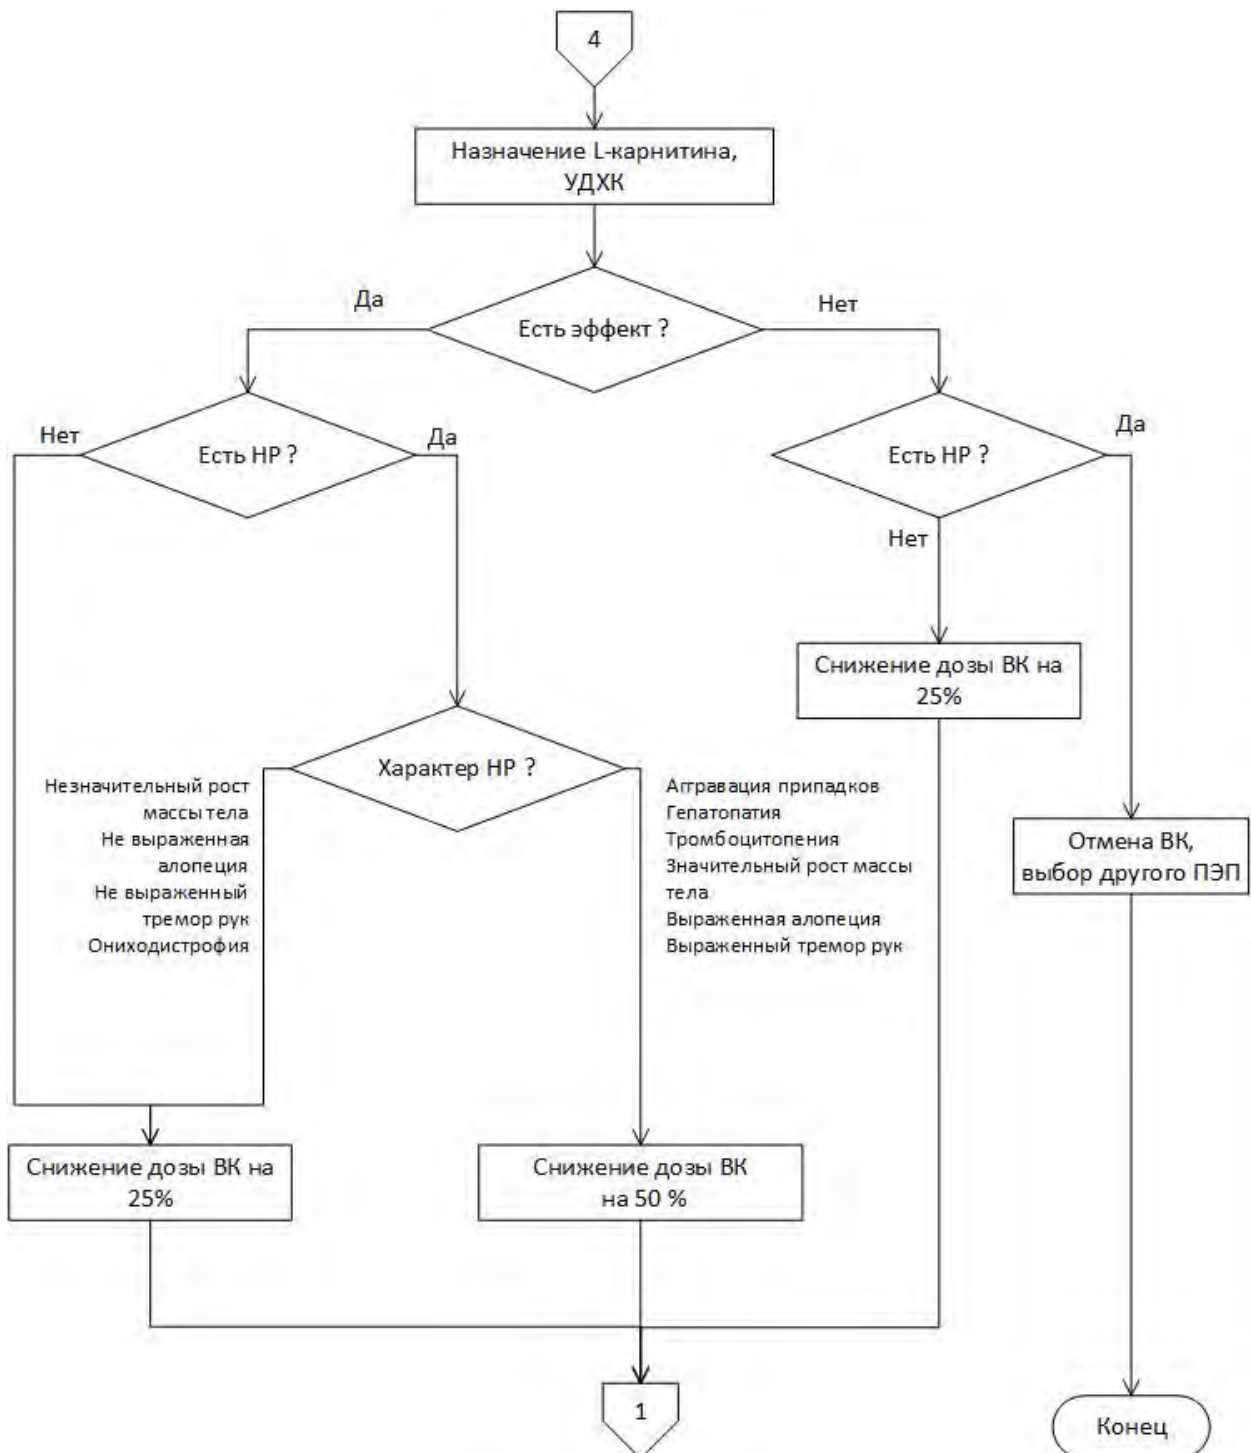 4
Назначение L-карнитина,
УДХК
Да
Нет
Есть эффект ?
Нет
Есть НР ?
Да
Есть НР ?
Да
Нет
Снижение дозы ВК на
25%
Характер НР ?
Незначительный рост
массы тела
Не выраженная
алопеция
Не выраженный
тремор рук
Ониходистрофия
Аггравация припадков
Гепатопатия
Тромбоцитопения
Значительный рост массы
тела
Выраженная алопеция
Выраженный тремор рук
Отмена ВК,
выбор другого ПЭП
Снижение дозы ВК на
25%
Снижение дозы ВК
на 50 %
1
Конец